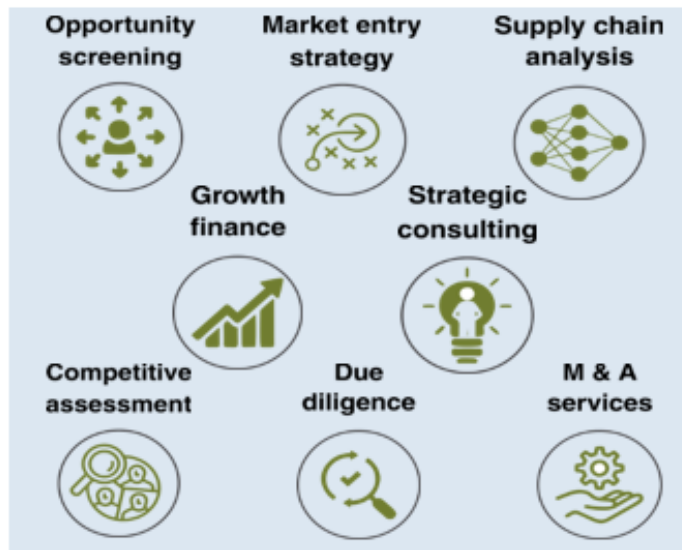 Opportunity
screening
Market entry
strategy
Supply chain
analysis
Growth
finance
Strategic
consulting
Competitive
assessment
Due
diligence
M & A
services